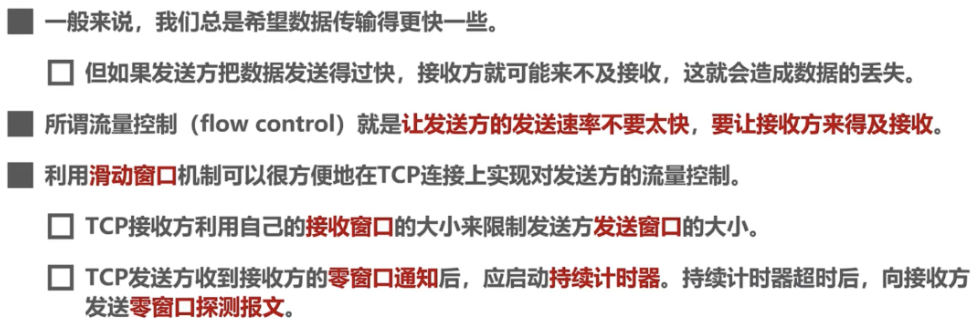 一般来说，我们总是希望数据传输得更快一些。
但如果发送方把数据发送得过快，接收方就可能来不及接收，这就会造成数据的丢失。
所谓流量控制（flow control）就是让发送方的发送速率不要太快，要让接收方来得及接收。
利用滑动窗口机制可以很方便地在TCP连接上实现对发送方的流量控制。
TCP接收方利用自己的接收窗口的大小来限制发送方发送窗口的大小。
TCP发送方收到接收方的零窗口通知后，应启动持续计时器。持续计时器超时后，向接收方
发送零窗口探测报文。